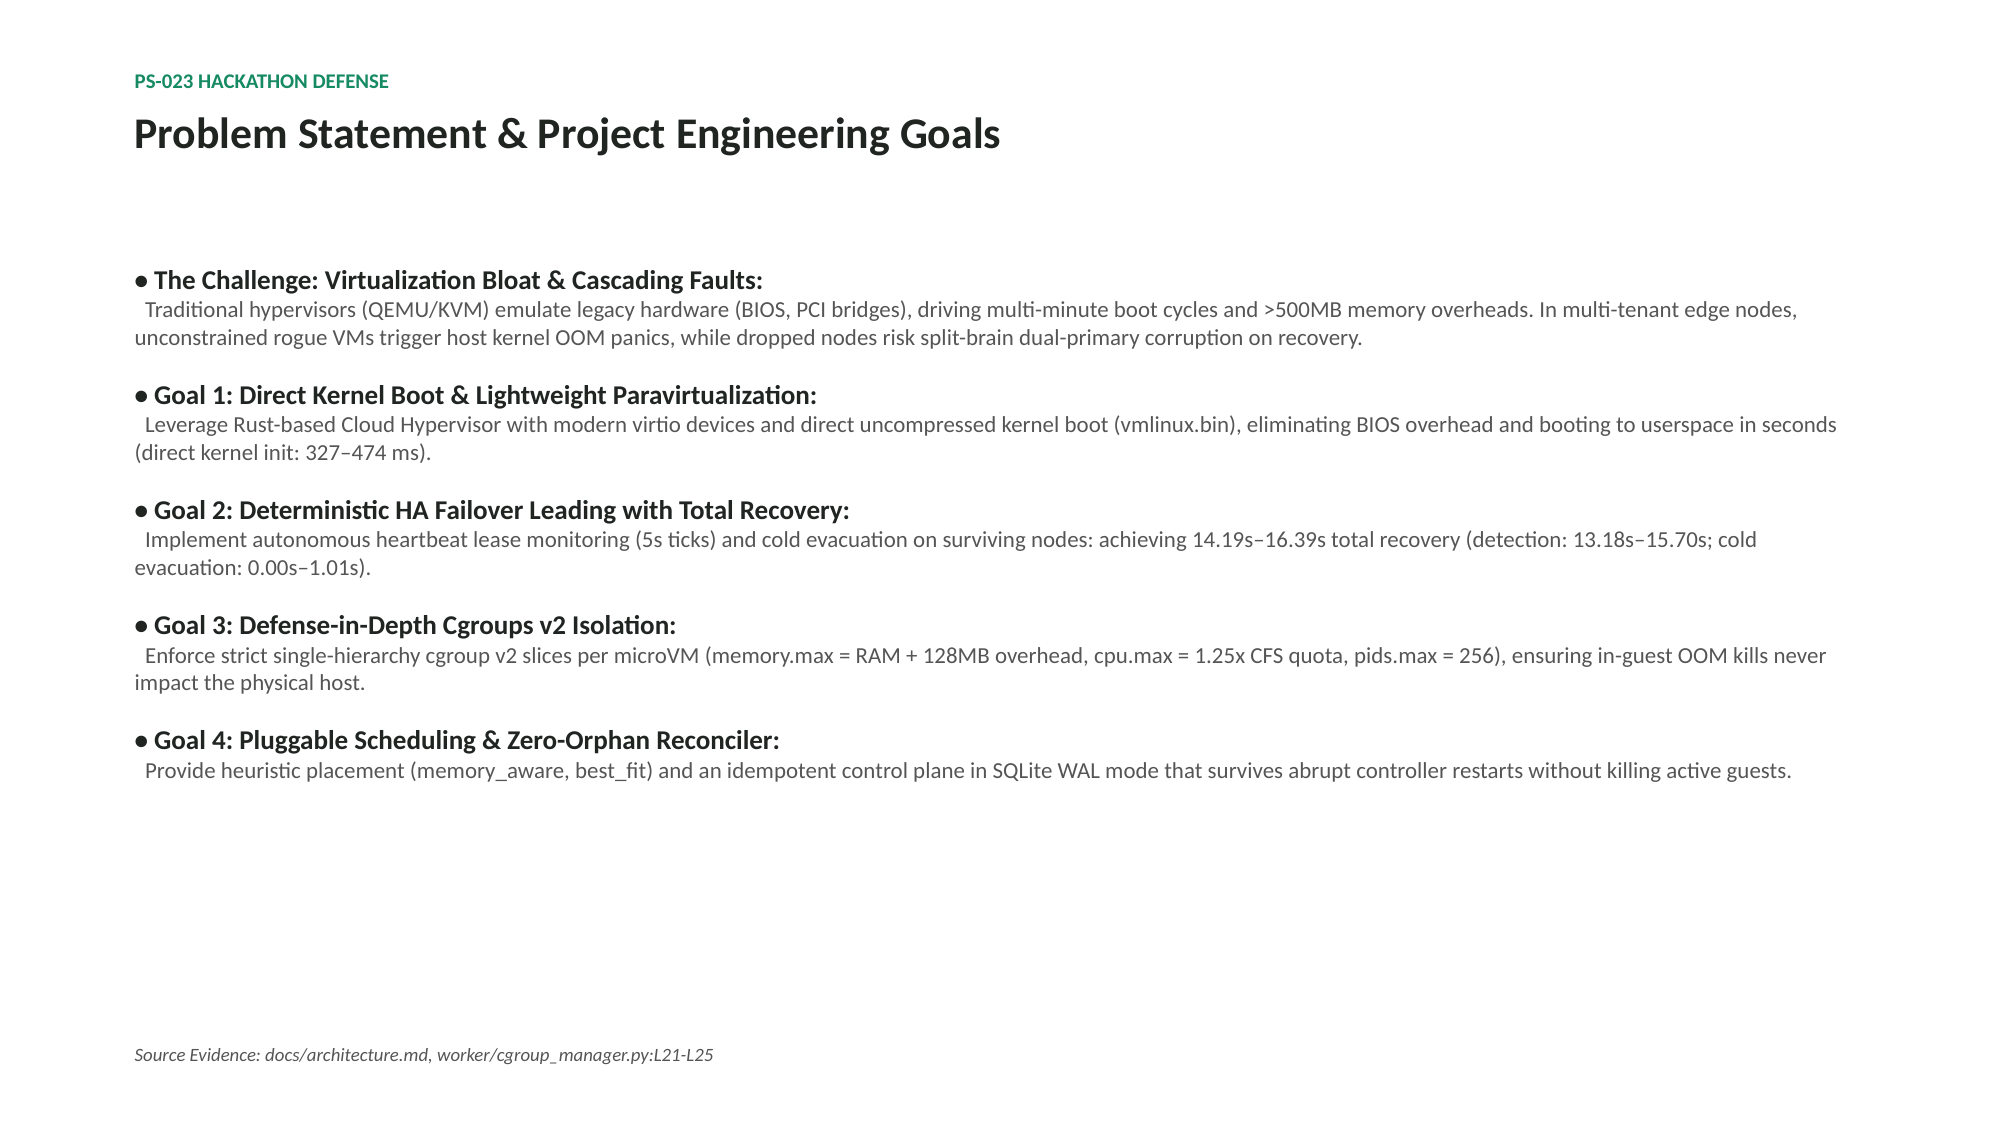 PS-023 HACKATHON DEFENSE
Problem Statement & Project Engineering Goals
● The Challenge: Virtualization Bloat & Cascading Faults:
Traditional hypervisors (QEMU/KVM) emulate legacy hardware (BIOS, PCI bridges), driving multi-minute boot cycles and >500MB memory overheads. In multi-tenant edge nodes,
unconstrained rogue VMs trigger host kernel OOM panics, while dropped nodes risk split-brain dual-primary corruption on recovery.
● Goal 1: Direct Kernel Boot & Lightweight Paravirtualization:
Leverage Rust-based Cloud Hypervisor with modern virtio devices and direct uncompressed kernel boot (vmlinux.bin), eliminating BIOS overhead and booting to userspace in seconds
(direct kernel init: 327–474 ms).
● Goal 2: Deterministic HA Failover Leading with Total Recovery:
Implement autonomous heartbeat lease monitoring (5s ticks) and cold evacuation on surviving nodes: achieving 14.19s–16.39s total recovery (detection: 13.18s–15.70s; cold
evacuation: 0.00s–1.01s).
● Goal 3: Defense-in-Depth Cgroups v2 Isolation:
Enforce strict single-hierarchy cgroup v2 slices per microVM (memory.max = RAM + 128MB overhead, cpu.max = 1.25x CFS quota, pids.max = 256), ensuring in-guest OOM kills never
impact the physical host.
● Goal 4: Pluggable Scheduling & Zero-Orphan Reconciler:
Provide heuristic placement (memory_aware, best_fit) and an idempotent control plane in SQLite WAL mode that survives abrupt controller restarts without killing active guests.
Source Evidence: docs/architecture.md, worker/cgroup_manager.py:L21-L25